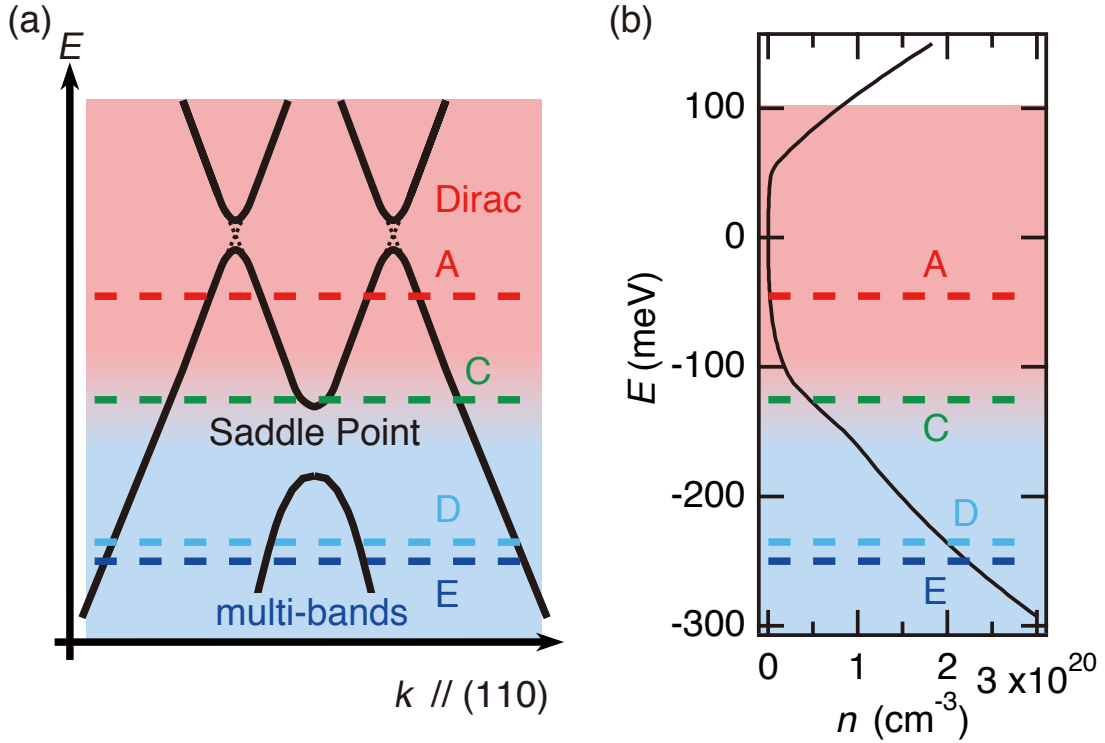 (a)
E
Dirac
A
C
Saddle Point
D
E
multi-bands
k // (110)
(b)
100
0
-100
-200
-300
E (meV)
A
C
D
E
0 1 2 3 x10^20
n (cm^-3)